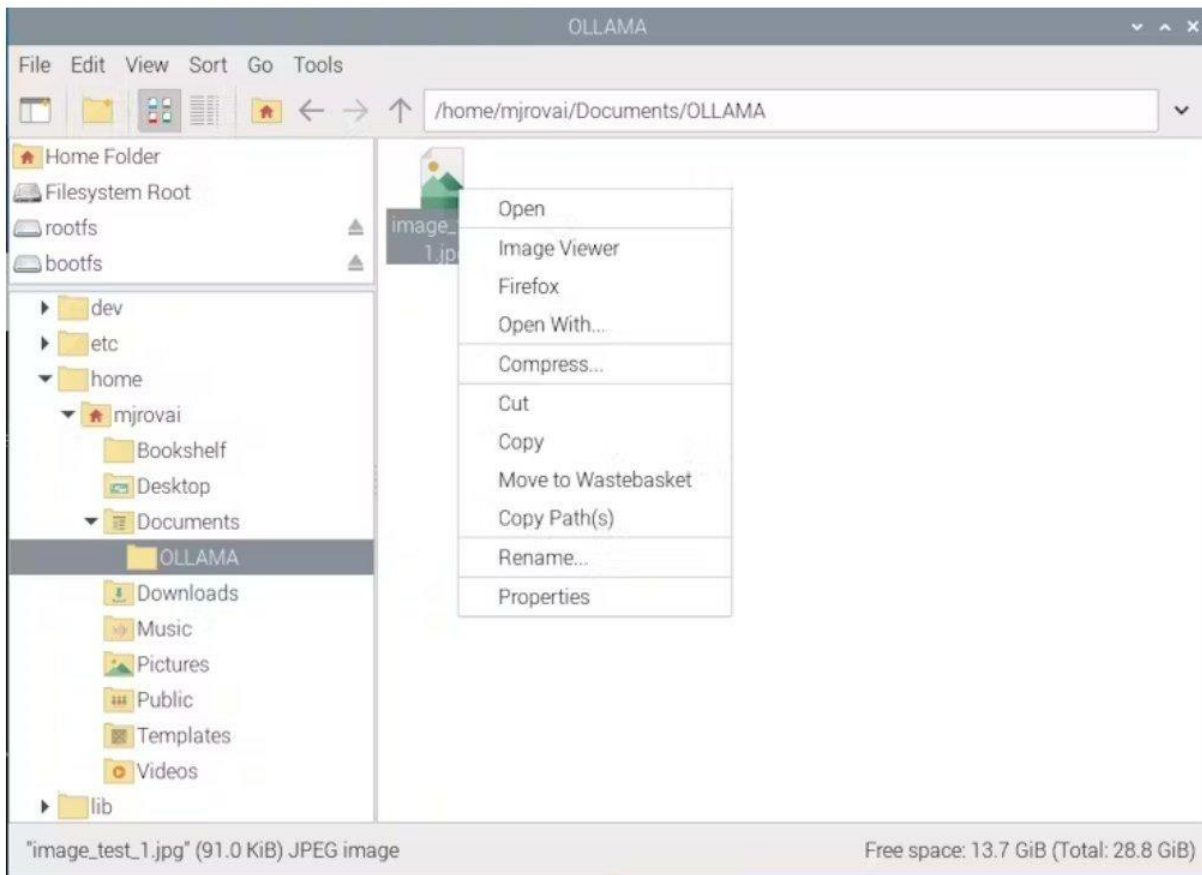 OLLAMA
File Edit View Sort Go Tools
/home/mjrovai/Documents/OLLAMA
Home Folder
Filesystem Root
rootfs
bootfs
dev
etc
home
mjrovai
Bookshelf
Desktop
Documents
OLLAMA
Downloads
Music
Pictures
Public
Templates
Videos
lib
image_
1.jp
Open
Image Viewer
Firefox
Open With...
Compress...
Cut
Copy
Move to Wastebasket
Copy Path(s)
Rename...
Properties
"image_test_1.jpg" (91.0 KiB) JPEG image
Free space: 13.7 GiB (Total: 28.8 GiB)